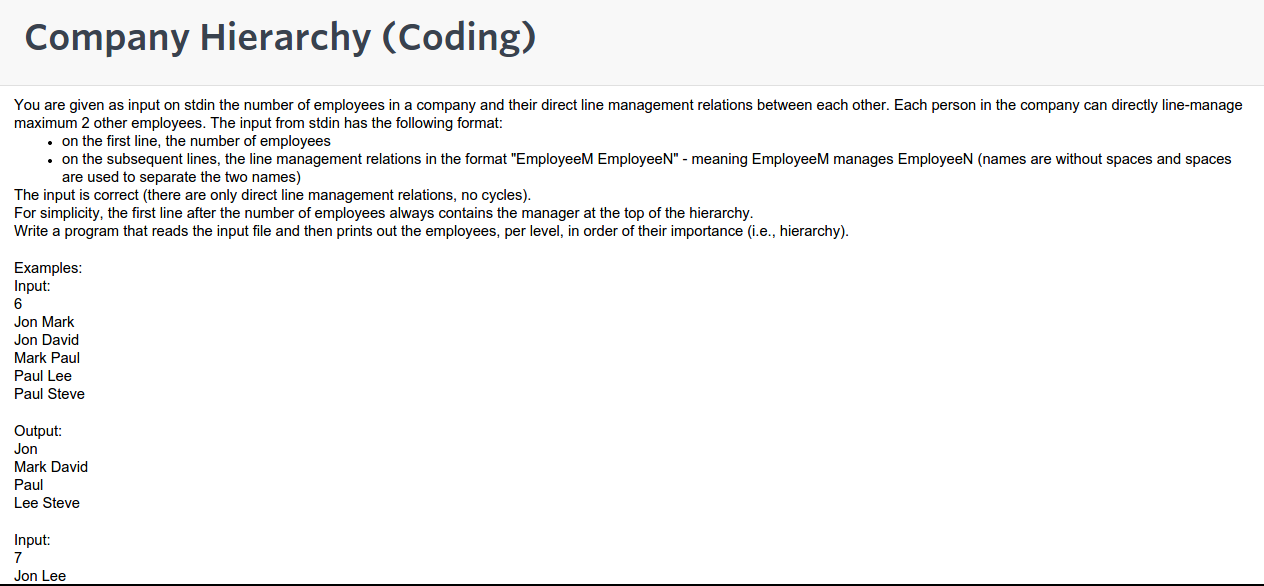 Company Hierarchy (Coding)
You are given as input on stdin the number of employees in a company and their direct line management relations between each other. Each person in the company can directly line-manage
maximum 2 other employees. The input from stdin has the following format:
• on the first line, the number of employees
• on the subsequent lines, the line management relations in the format "EmployeeM EmployeeN" - meaning EmployeeM manages EmployeeN (names are without spaces and spaces
are used to separate the two names)
The input is correct (there are only direct line management relations, no cycles).
For simplicity, the first line after the number of employees always contains the manager at the top of the hierarchy.
Write a program that reads the input file and then prints out the employees, per level, in order of their importance (i.e., hierarchy).
Examples:
Input:
6
Jon Mark
Jon David
Mark Paul
Paul Lee
Paul Steve
Output:
Jon
Mark David
Paul
Lee Steve
Input:
7
Jon Lee